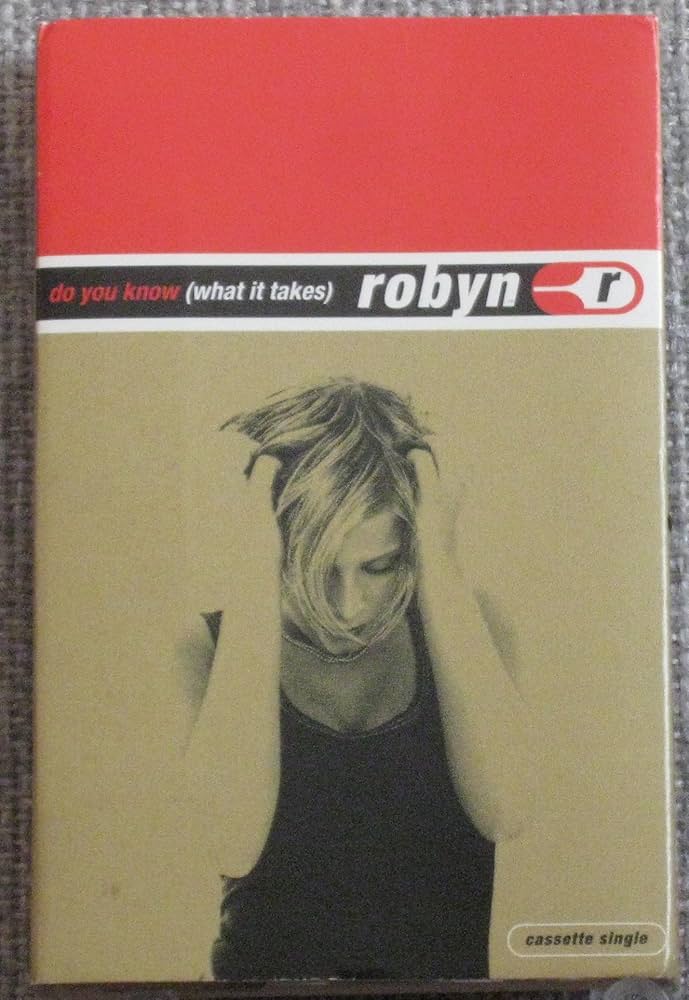 do you know (what it takes) robyn r
cassette single